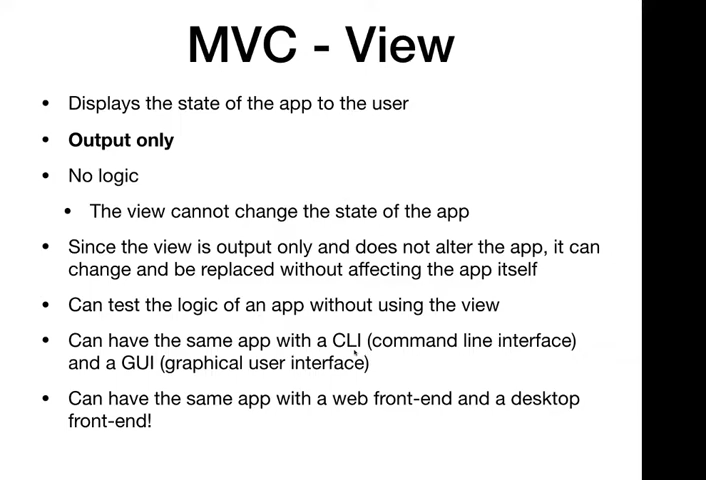 MVC - View
• Displays the state of the app to the user
• Output only
• No logic
• The view cannot change the state of the app
• Since the view is output only and does not alter the app, it can
change and be replaced without affecting the app itself
• Can test the logic of an app without using the view
• Can have the same app with a CLI (command line interface)
and a GUI (graphical user interface)
• Can have the same app with a web front-end and a desktop
front-end!